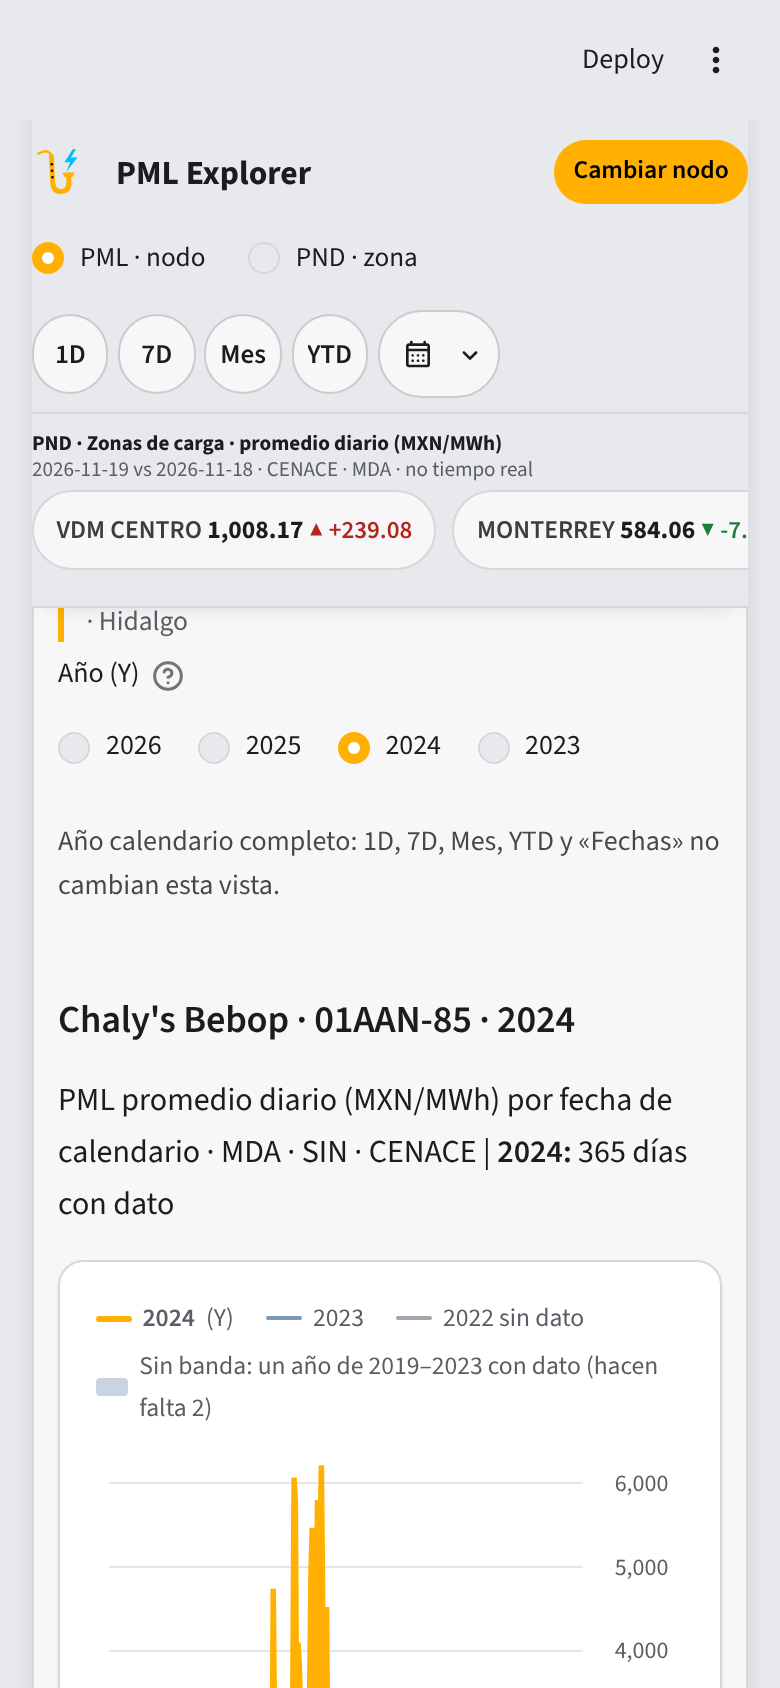 Deploy
PML Explorer
Cambiar nodo
PML · nodo PND · zona
1D 7D Mes YTD
PND · Zonas de carga · promedio diario (MXN/MWh)
2026-11-19 vs 2026-11-18 · CENACE · MDA · no tiempo real
VDM CENTRO 1,008.17 ▲ +239.08 MONTERREY 584.06 ▼ -7.
· Hidalgo
Año (Y) ?
2026 2025 2024 2023
Año calendario completo: 1D, 7D, Mes, YTD y «Fechas» no
cambian esta vista.
Chaly's Bebop · 01AAN-85 · 2024
PML promedio diario (MXN/MWh) por fecha de
calendario · MDA · SIN · CENACE | 2024: 365 días
con dato
2024 (Y) 2023 2022 sin dato
Sin banda: un año de 2019–2023 con dato (hacen
falta 2)
6,000
5,000
4,000